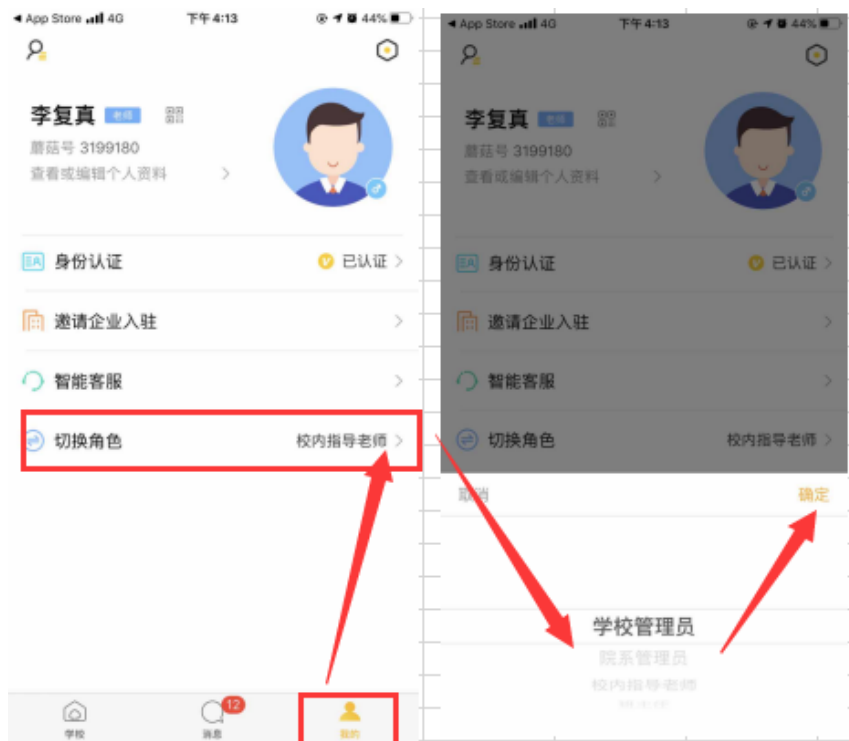 App Store 4G 下午 4:13 44%
李复真 老师
蘑菇号 3199180
查看或编辑个人资料
身份认证 已认证
邀请企业入驻
智能客服
切换角色 校内指导老师
12
学校 消息 我的
App Store 4G 下午 4:13 44%
李复真 老师
蘑菇号 3199180
查看或编辑个人资料
身份认证 已认证
邀请企业入驻
智能客服
切换角色 校内指导老师
取消 确定
学校管理员
院系管理员
校内指导老师